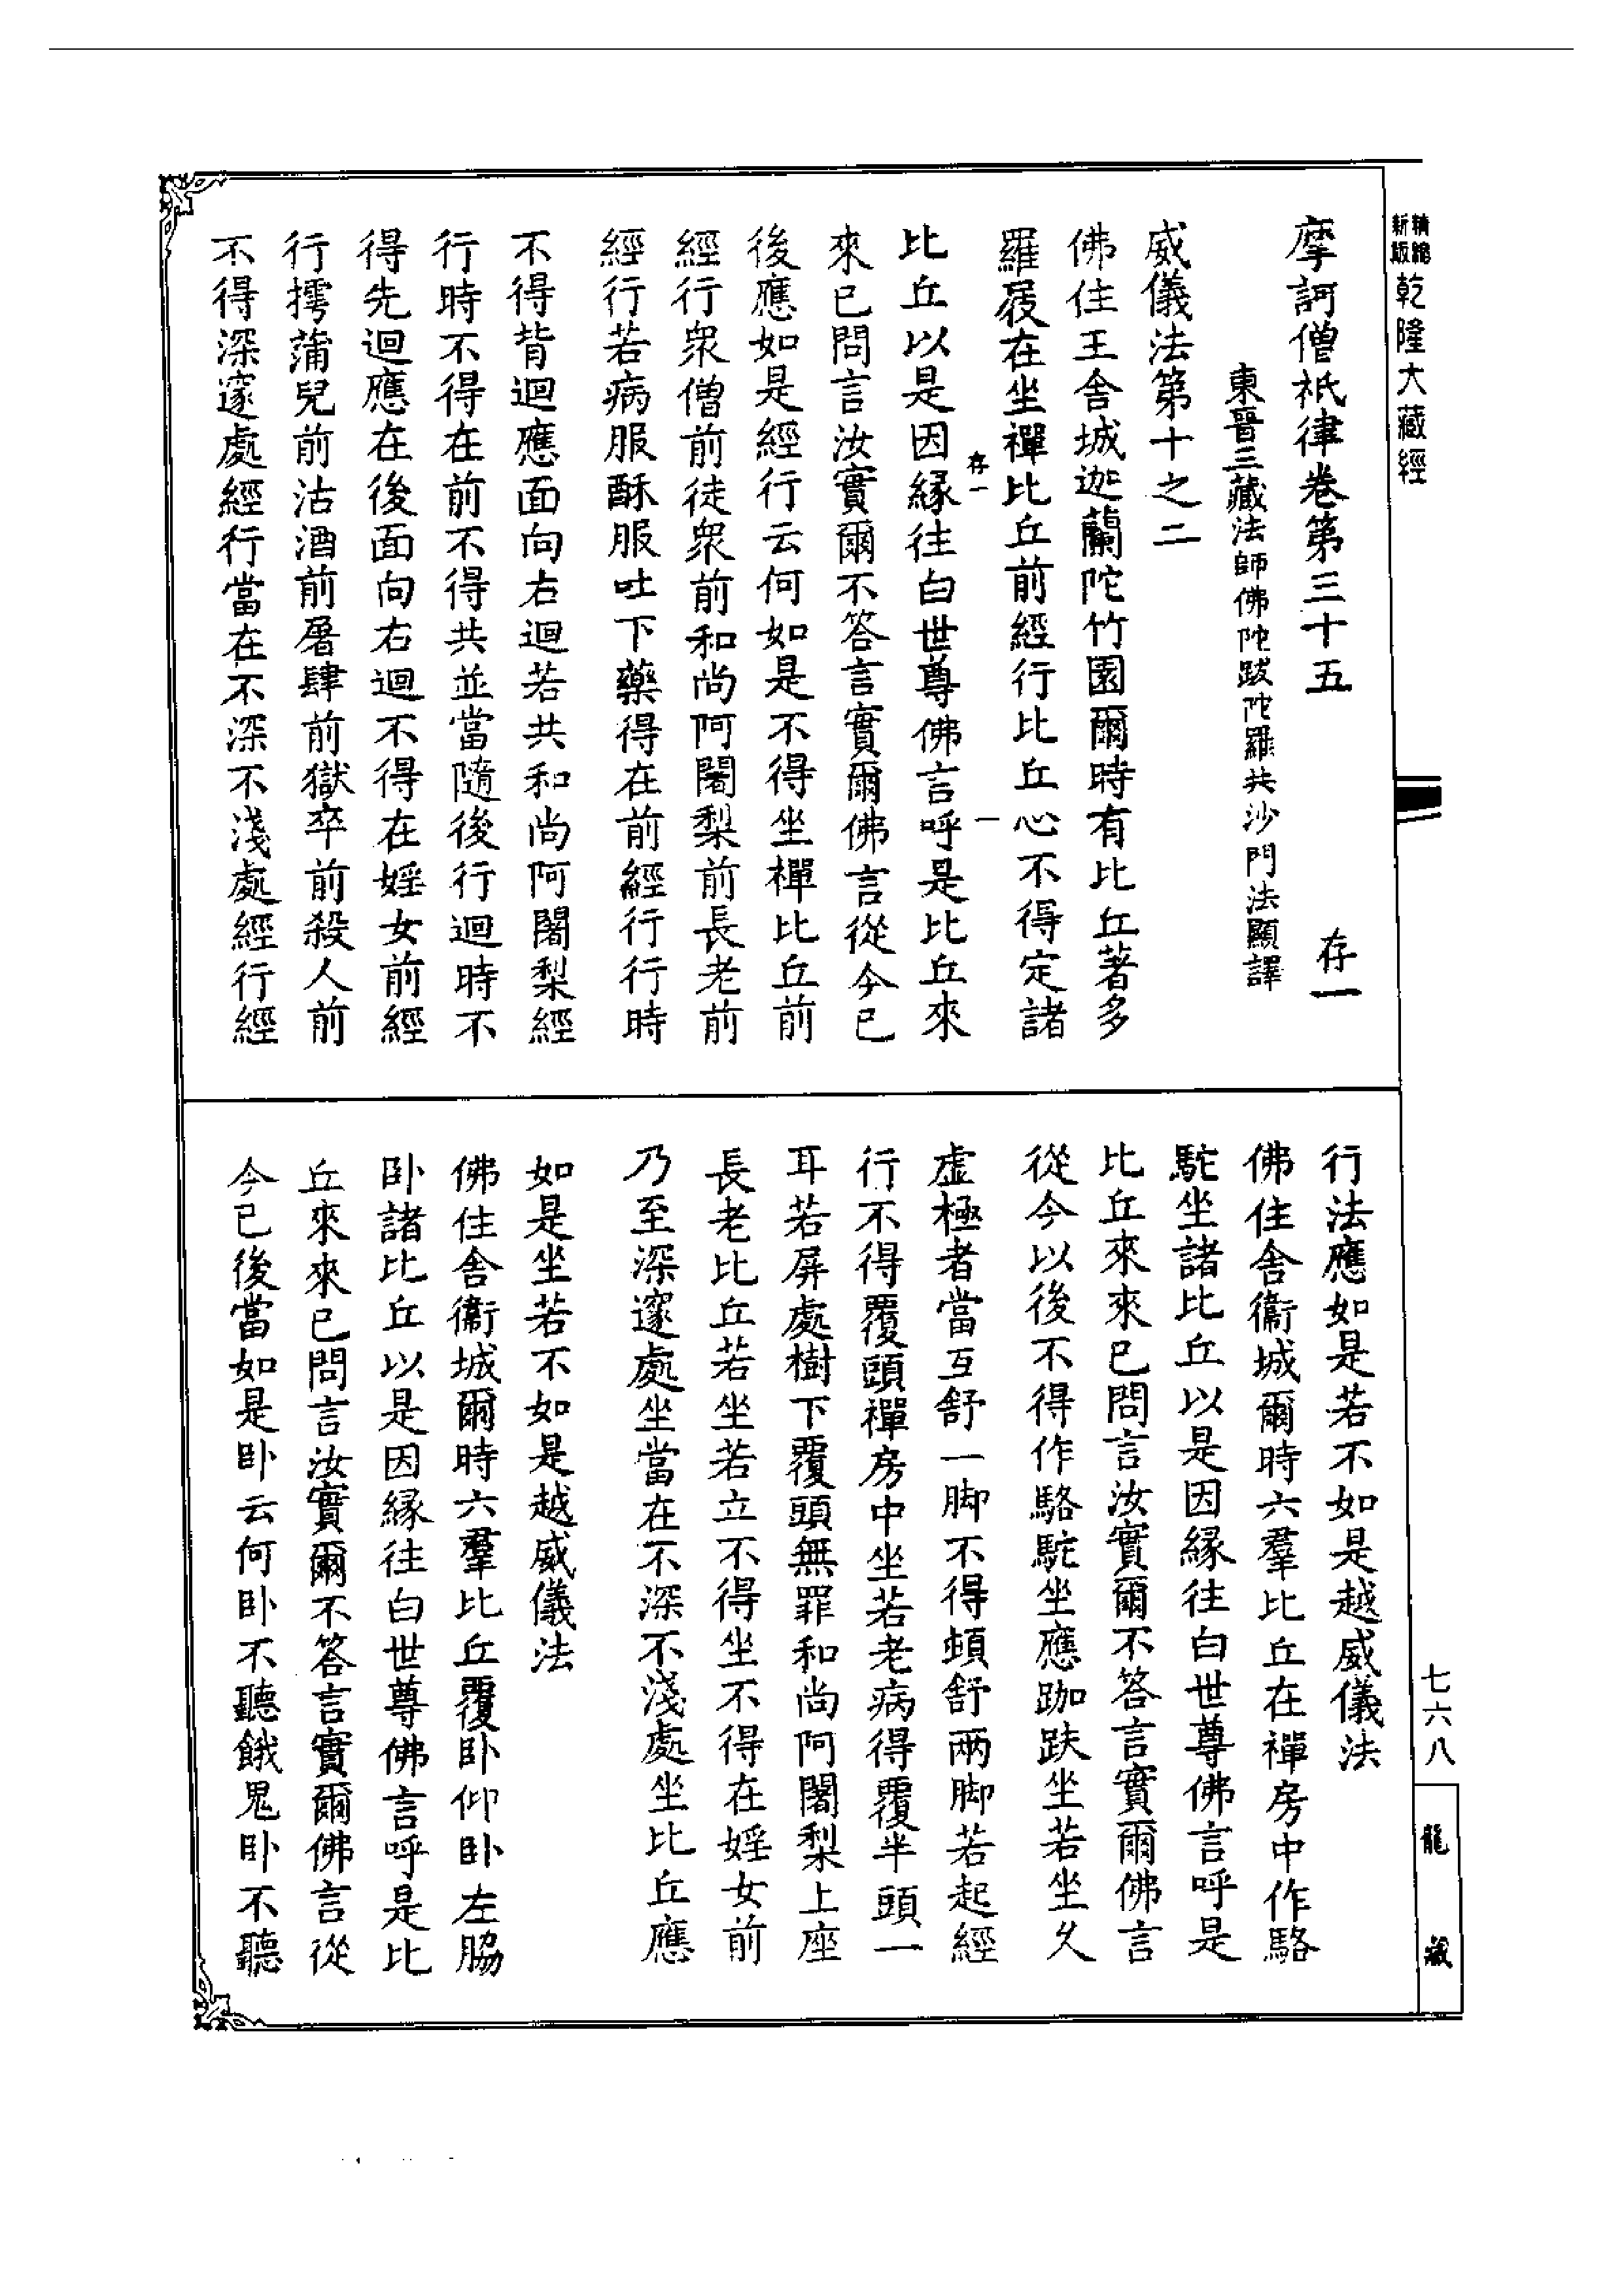 精縮
新版
乾隆大藏經
摩訶僧祇律卷第三十五 存一
東晉三藏法師佛陀跋陀羅共沙門法顯譯
威儀法第十之二
佛住王舍城迦蘭陀竹園爾時有比丘著多
羅屐在坐禪比丘前經行比丘心不得定諸
存一 一
比丘以是因緣往白世尊佛言呼是比丘來
來已問言汝實爾不答言實爾佛言從今已
後應如是經行云何如是不得坐禪比丘前
經行衆僧前徒衆前和尚阿闍梨前長老前
經行若病服酥服吐下藥得在前經行行時
不得背迴應面向右迴若共和尚阿闍梨經
行時不得在前不得共並當隨後行迴時不
得先迴應在後面向右迴不得在婬女前經
行摴蒲兒前沽酒前屠肆前獄卒前殺人前
不得深邃處經行當在不深不淺處經行經
行法應如是若不如是越威儀法
佛住舍衞城爾時六羣比丘在禪房中作駱
駝坐諸比丘以是因緣往白世尊佛言呼是
比丘來來已問言汝實爾不答言實爾佛言
從今以後不得作駱駝坐應跏趺坐若坐久
虛極者當互舒一脚不得頓舒兩脚若起經
行不得覆頭禪房中坐若老病得覆半頭一
耳若屏處樹下覆頭無罪和尚阿闍梨上座
長老比丘若坐若立不得坐不得在婬女前
乃至深邃處坐當在不深不淺處坐比丘應
如是坐若不如是越威儀法
佛住舍衞城爾時六羣比丘覆卧仰卧左脇
卧諸比丘以是因緣往白世尊佛言呼是比
丘來來已問言汝實爾不答言實爾佛言從
今已後當如是卧云何卧不聽餓鬼卧不聽
七六八
龍藏